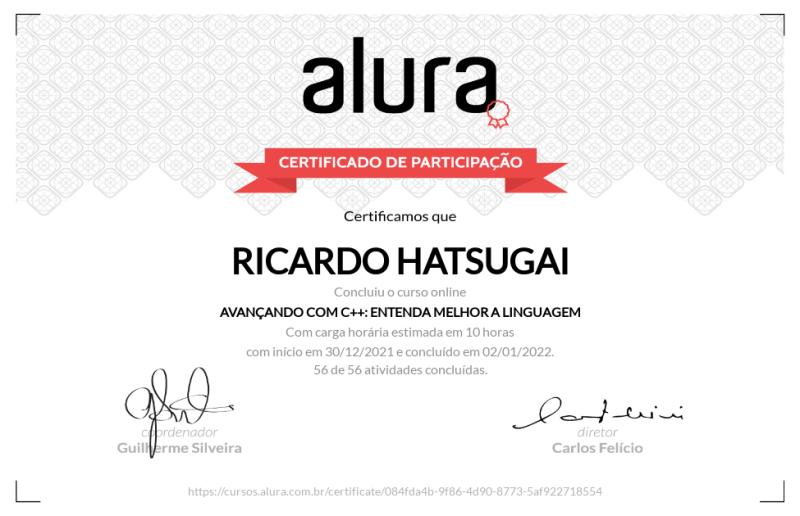 alura
CERTIFICADO DE PARTICIPAÇÃO
Certificamos que
RICARDO HATSUGAI
Concluiu o curso online
AVANÇANDO COM C++: ENTENDA MELHOR A LINGUAGEM
Com carga horária estimada em 10 horas
com início em 30/12/2021 e concluído em 02/01/2022.
56 de 56 atividades concluídas.
coordenador
Guilherme Silveira
diretor
Carlos Felício
https://cursos.alura.com.br/certificate/084fda4b-9f86-4d90-8773-5af922718554